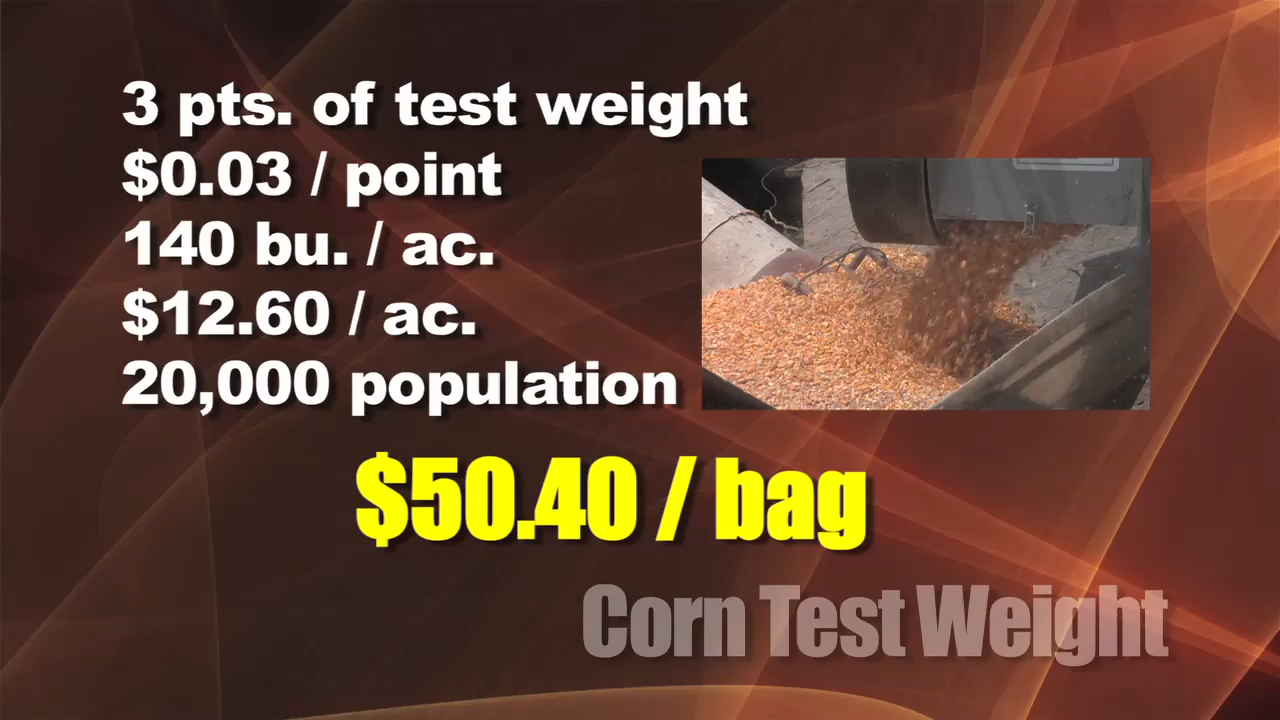 3 pts. of test weight
$0.03 / point
140 bu. / ac.
$12.60 / ac.
20,000 population
$50.40 / bag
Corn Test Weight